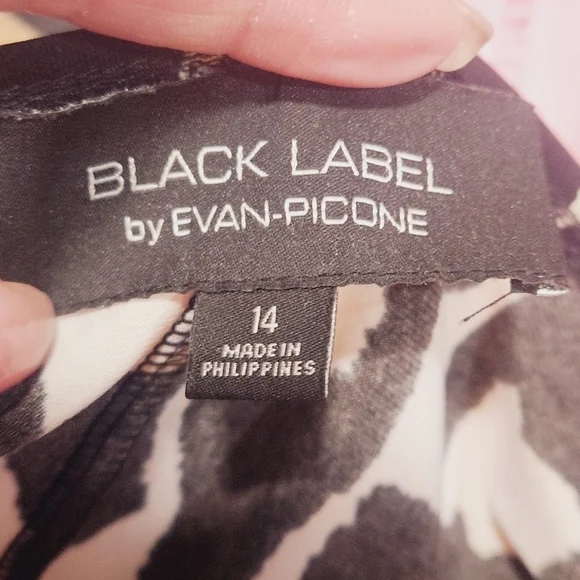 BLACK LABEL
by EVAN-PICONE
14
MADE IN
PHILIPPINES